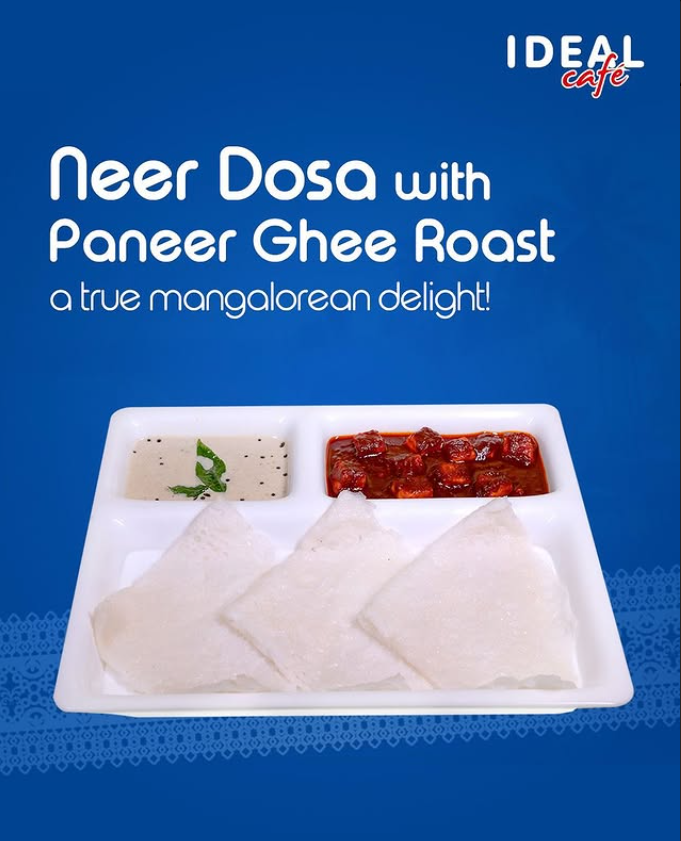 IDEAL
café
Neer Dosa with
Paneer Ghee Roast
a true mangalorean delight!